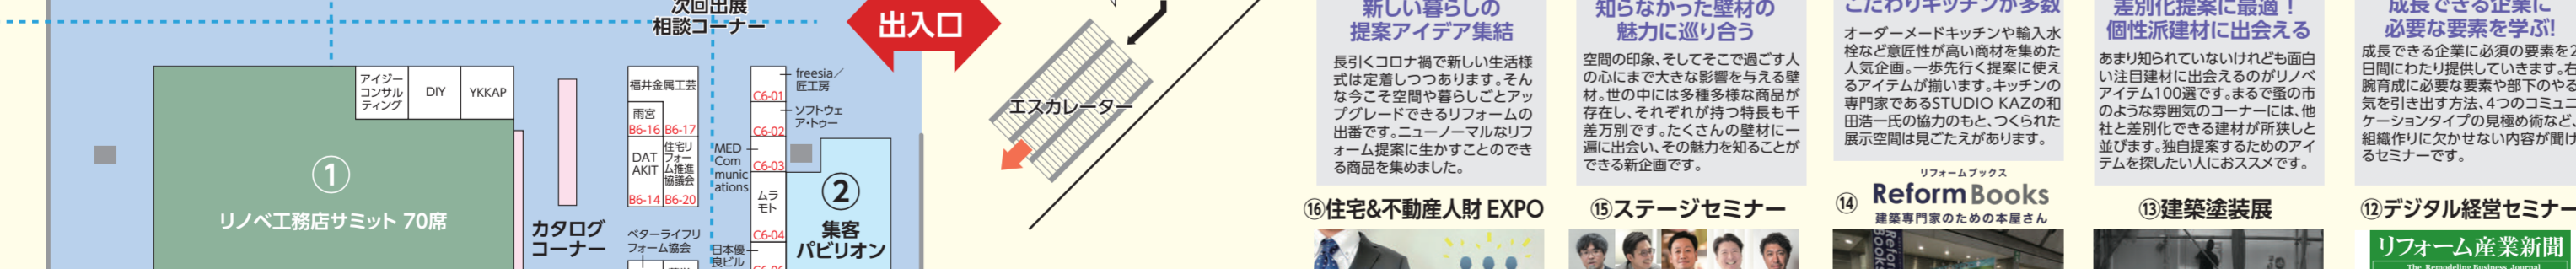 次回出展
相談コーナー
出入口
エスカレーター
アイジー
コンサル
ティング
DIY
YKKAP
①
リノベ工務店サミット 70席
カタログ
コーナー
福井金属工芸
雨宮
B6-16
B6-17
DAT
AKIT
住宅リ
フォー
ム推進
協議会
B6-14
B6-20
ベターライフリ
フォーム協会
MED
Com
munic
ations
日本優
良ビル
freesia／
匠工房
C6-01
ソフトウェ
ア・トゥー
C6-02
C6-03
ムラ
モト
C6-04
②
集客
パビリオン
新しい暮らしの
提案アイデア集結
長引くコロナ禍で新しい生活様
式は定着しつつあります。そん
な今こそ空間や暮らしごとアッ
プグレードできるリフォームの
出番です。ニューノーマルなリフ
ォーム提案に生かすことのでき
る商品を集めました。
⑯住宅&不動産人財 EXPO
知らなかった壁材の
魅力に巡り合う
空間の印象、そしてそこで過ごす人
の心にまで大きな影響を与える壁
材。世の中には多種多様な商品が
存在し、それぞれが持つ特長も千
差万別です。たくさんの壁材に一
遍に出会い、その魅力を知ることが
できる新企画です。
⑮ステージセミナー
こだわりキッチンが多数
オーダーメードキッチンや輸入水
栓など意匠性が高い商材を集めた
人気企画。一歩先行く提案に使え
るアイテムが揃います。キッチンの
専門家であるSTUDIO KAZの和
田浩一氏の協力のもと、つくられた
展示空間は見ごたえがあります。
リフォームブックス
⑭ Reform Books
建築専門家のための本屋さん
差別化提案に最適！
個性派建材に出会える
あまり知られていないけれども面白
い注目建材に出会えるのがリノベ
アイテム100選です。まるで蚤の市
のような雰囲気のコーナーには、他
社と差別化できる建材が所狭しと
並びます。独自提案するためのアイ
テムを探したい人におススメです。
⑬建築塗装展
成長できる企業に
必要な要素を学ぶ！
成長できる企業に必須の要素を2
日間にわたり提供していきます。右
腕育成に必要な要素や部下のやる
気を引き出す方法、4つのコミュニ
ケーションタイプの見極め術など、
組織作りに欠かせない内容が聞け
るセミナーです。
⑫デジタル経営セミナー
リフォーム産業新聞
The Remodeling Business Journal